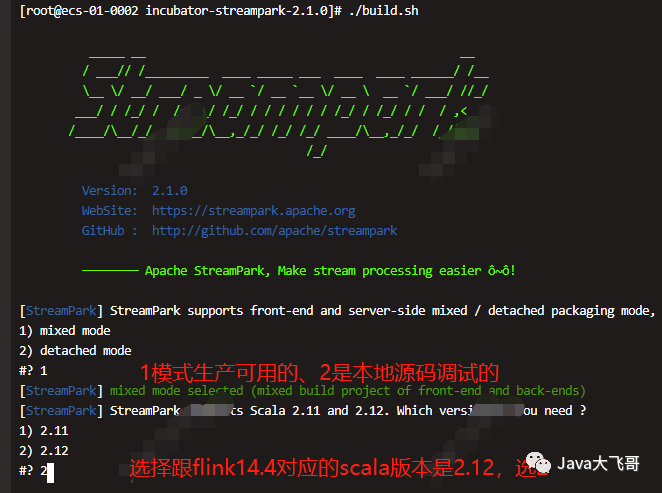 [root@ecs-01-0002 incubator-streampark-2.1.0]# ./build.sh
Version: 2.1.0
WebSite: https://streampark.apache.org
GitHub : http://github.com/apache/streampark
──────── Apache StreamPark, Make stream processing easier ô~ô!
[StreamPark] StreamPark supports front-end and server-side mixed / detached packaging mode,
1) mixed mode
2) detached mode
#? 1
1模式生产可用的、2是本地源码调试的
[StreamPark] mixed mode selected (mixed build project of front-end and back-ends)
[StreamPark] StreamPark Scala 2.11 and 2.12. Which you need ?
1) 2.11
2) 2.12
#? 2
选择跟flink14.4对应的scala版本是2.12，选
Java大飞哥